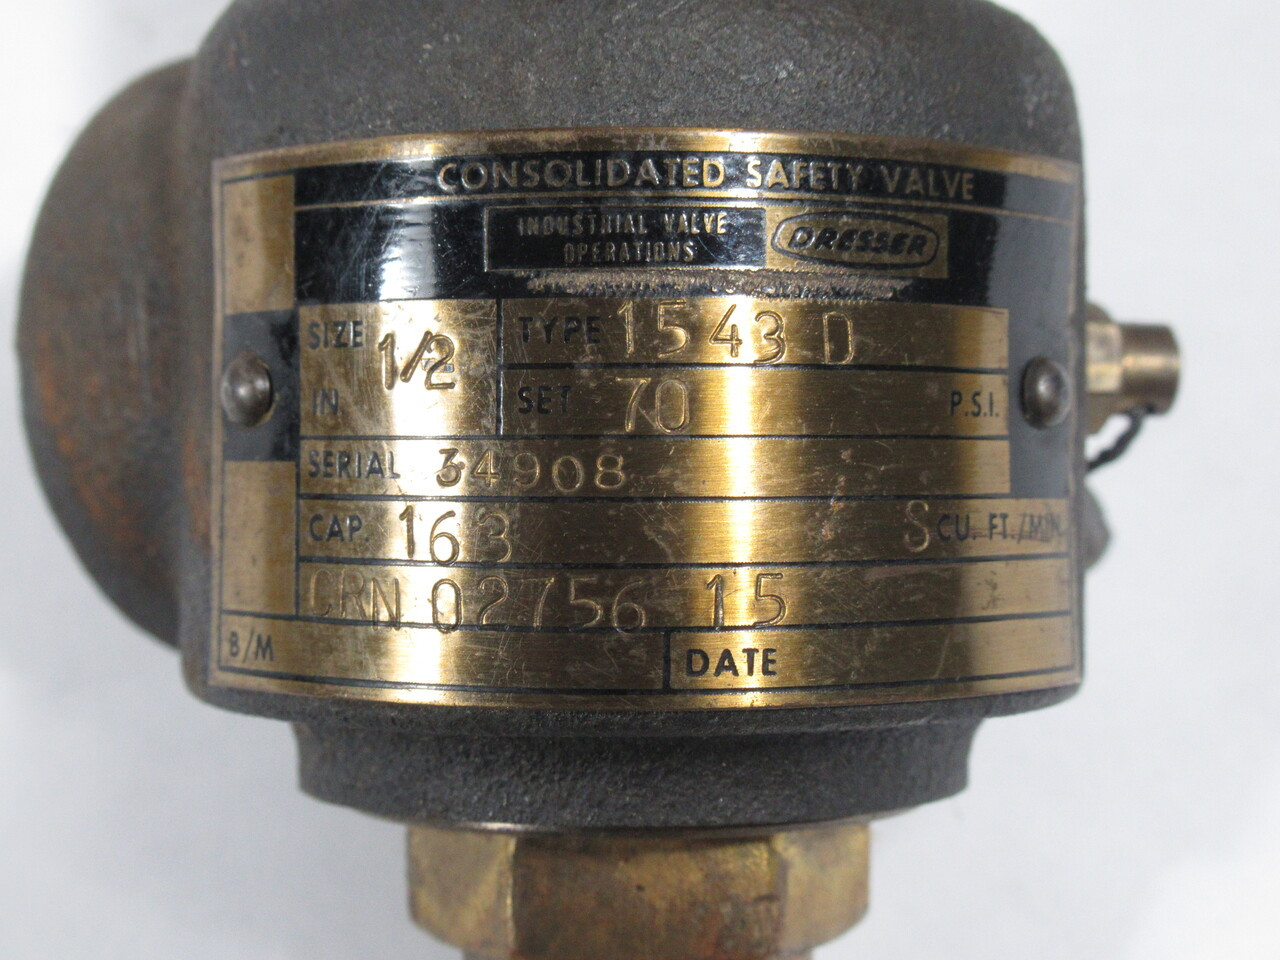 CONSOLIDATED SAFETY VALVE
INDUSTRIAL VALVE
OPERATIONS
DRESSER
SIZE 1/2 IN
TYPE 1543 D
SET 70 P.S.I.
SERIAL 34908
CAP. 163 S CU. FT./MIN
CRN 02756 15
B/M
DATE